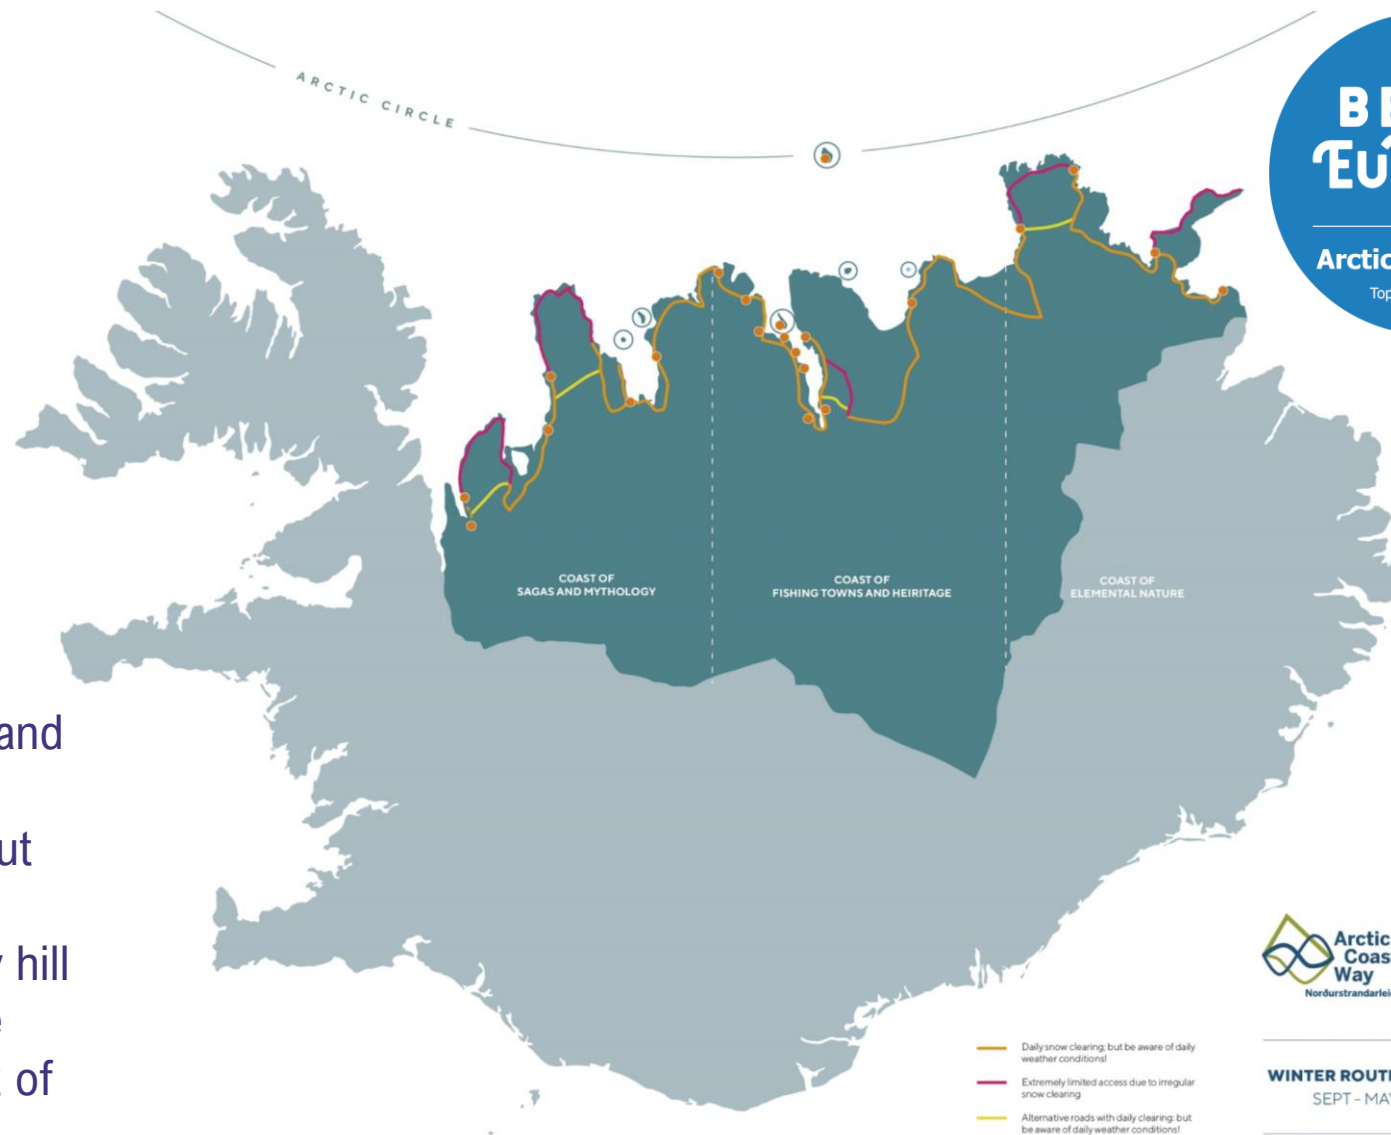 ARCTIC CIRCLE
Arctic
Top
COAST OF
SAGAS AND MYTHOLOGY
COAST OF
FISHING TOWNS AND HEIRITAGE
COAST OF
ELEMENTAL NATURE
and
ut
hill
of
Arctic
Coas
Way
Norðurstrandarlei
Daily snow clearing; but be aware of daily
weather conditions!
Extremely limited access due to irregular
snow clearing
Alternative roads with daily clearing: but
be aware of daily weather conditions!
WINTER ROUT
SEPT - MA